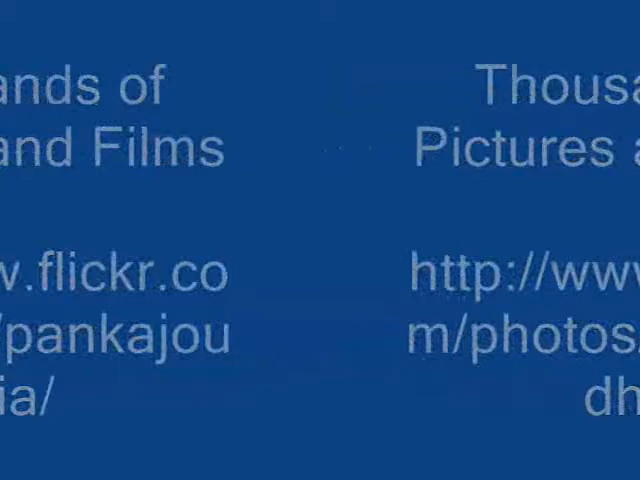 ands of
and Films
w.flickr.co
/pankajou
ia/
Thousa
Pictures a
http://www
m/photos/
dh